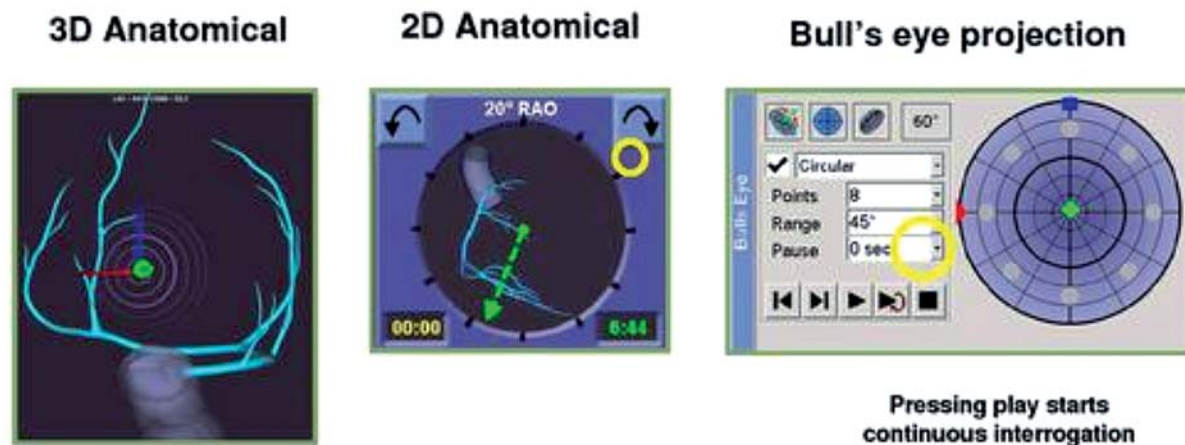 3D Anatomical
2D Anatomical
Bull's eye projection
20° RAO
00:00
6:44
Bulls Eye
60°
Circular
Points 8
Range 45°
Pause 0 sec
Pressing play starts
continuous interrogation